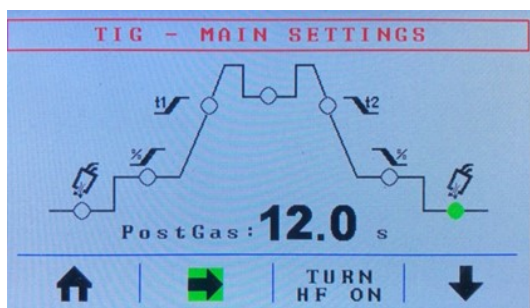 TIG - MAIN SETTINGS
t1
t2
%
%
PostGas: 12.0 s
TURN
HF ON